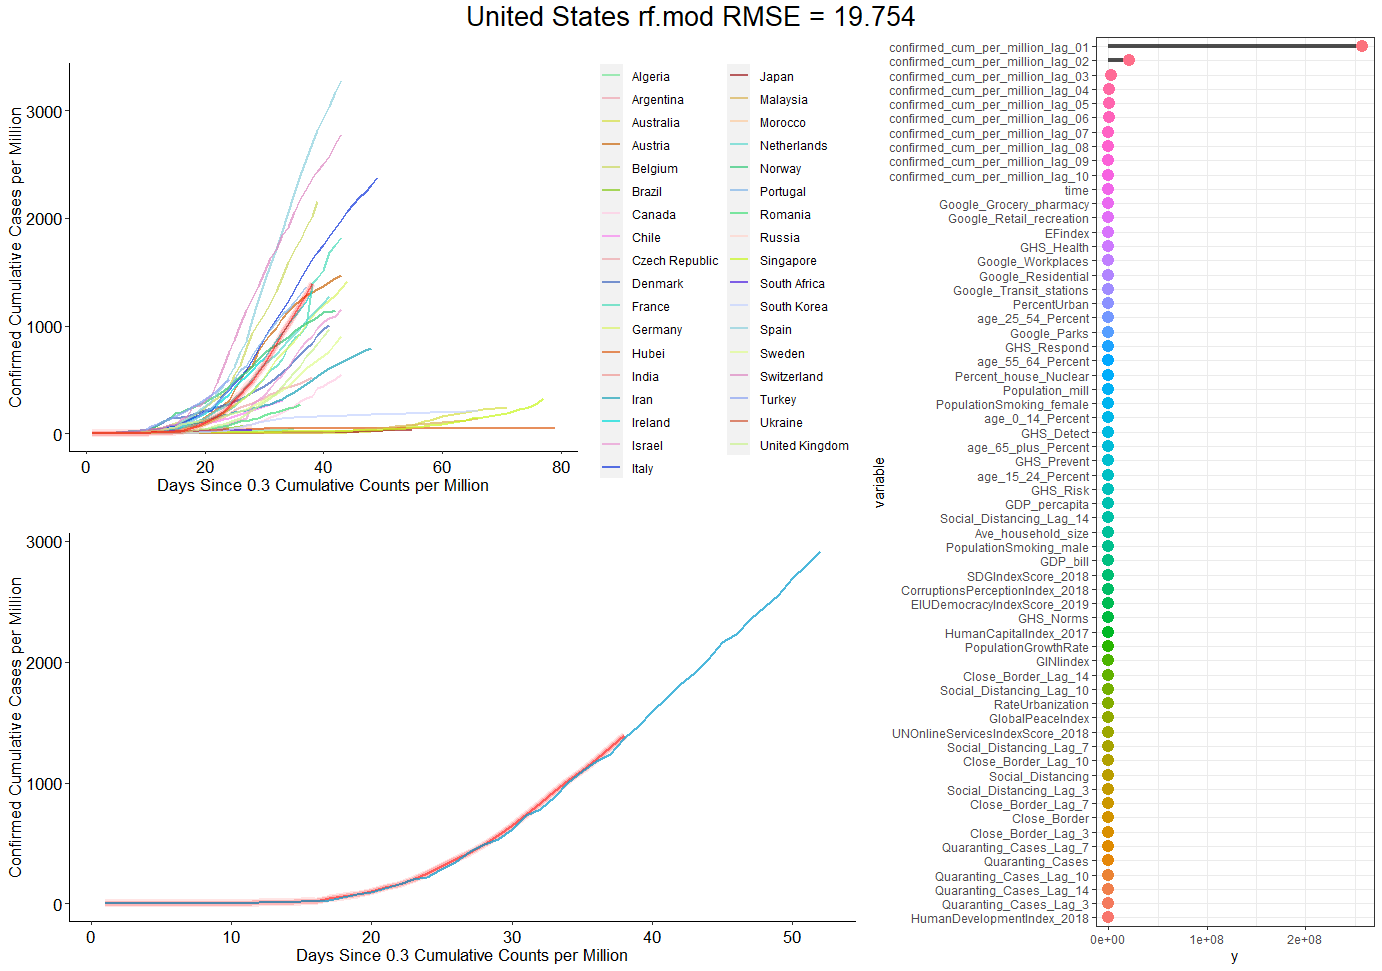 United States rf.mod RMSE = 19.754
Confirmed Cumulative Cases per Million
3000
2000
1000
0
0 20 40 60 80
Days Since 0.3 Cumulative Counts per Million
Algeria
Argentina
Australia
Austria
Belgium
Brazil
Canada
Chile
Czech Republic
Denmark
France
Germany
Hubei
India
Iran
Ireland
Israel
Italy
Japan
Malaysia
Morocco
Netherlands
Norway
Portugal
Romania
Russia
Singapore
South Africa
South Korea
Spain
Sweden
Switzerland
Turkey
Ukraine
United Kingdom
Confirmed Cumulative Cases per Million
3000
2000
1000
0
0 10 20 30 40 50
Days Since 0.3 Cumulative Counts per Million
variable
confirmed_cum_per_million_lag_01
confirmed_cum_per_million_lag_02
confirmed_cum_per_million_lag_03
confirmed_cum_per_million_lag_04
confirmed_cum_per_million_lag_05
confirmed_cum_per_million_lag_06
confirmed_cum_per_million_lag_07
confirmed_cum_per_million_lag_08
confirmed_cum_per_million_lag_09
confirmed_cum_per_million_lag_10
time
Google_Grocery_pharmacy
Google_Retail_recreation
EFindex
GHS_Health
Google_Workplaces
Google_Residential
Google_Transit_stations
PercentUrban
age_25_54_Percent
Google_Parks
GHS_Respond
age_55_64_Percent
Percent_house_Nuclear
Population_mill
PopulationSmoking_female
age_0_14_Percent
GHS_Detect
age_65_plus_Percent
GHS_Prevent
age_15_24_Percent
GHS_Risk
GDP_percapita
Social_Distancing_Lag_14
Ave_household_size
PopulationSmoking_male
GDP_bill
SDGIndexScore_2018
CorruptionsPerceptionIndex_2018
EIUDemocracyIndexScore_2019
GHS_Norms
HumanCapitalIndex_2017
PopulationGrowthRate
GINIindex
Close_Border_Lag_14
Social_Distancing_Lag_10
RateUrbanization
GlobalPeaceIndex
UNOnlineServicesIndexScore_2018
Social_Distancing_Lag_7
Close_Border_Lag_10
Social_Distancing
Social_Distancing_Lag_3
Close_Border_Lag_7
Close_Border
Close_Border_Lag_3
Quaranting_Cases_Lag_7
Quaranting_Cases
Quaranting_Cases_Lag_10
Quaranting_Cases_Lag_14
Quaranting_Cases_Lag_3
HumanDevelopmentIndex_2018
0e+00 1e+08 2e+08
y